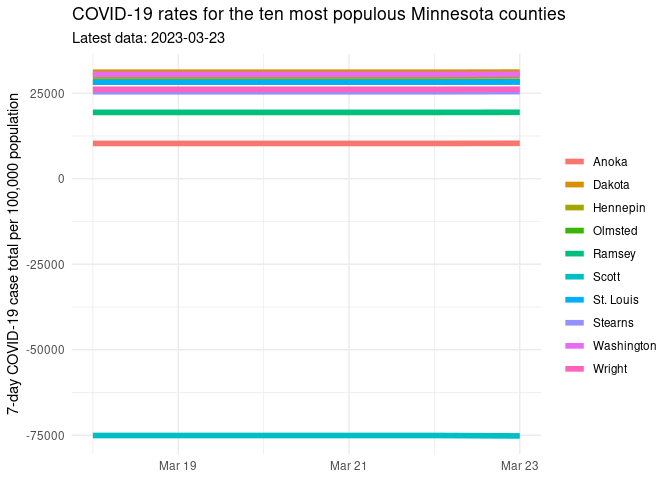 COVID-19 rates for the ten most populous Minnesota counties
Latest data: 2023-03-23
7-day COVID-19 case total per 100,000 population
25000
0
-25000
-50000
-75000
Mar 19
Mar 21
Mar 23
Anoka
Dakota
Hennepin
Olmsted
Ramsey
Scott
St. Louis
Stearns
Washington
Wright